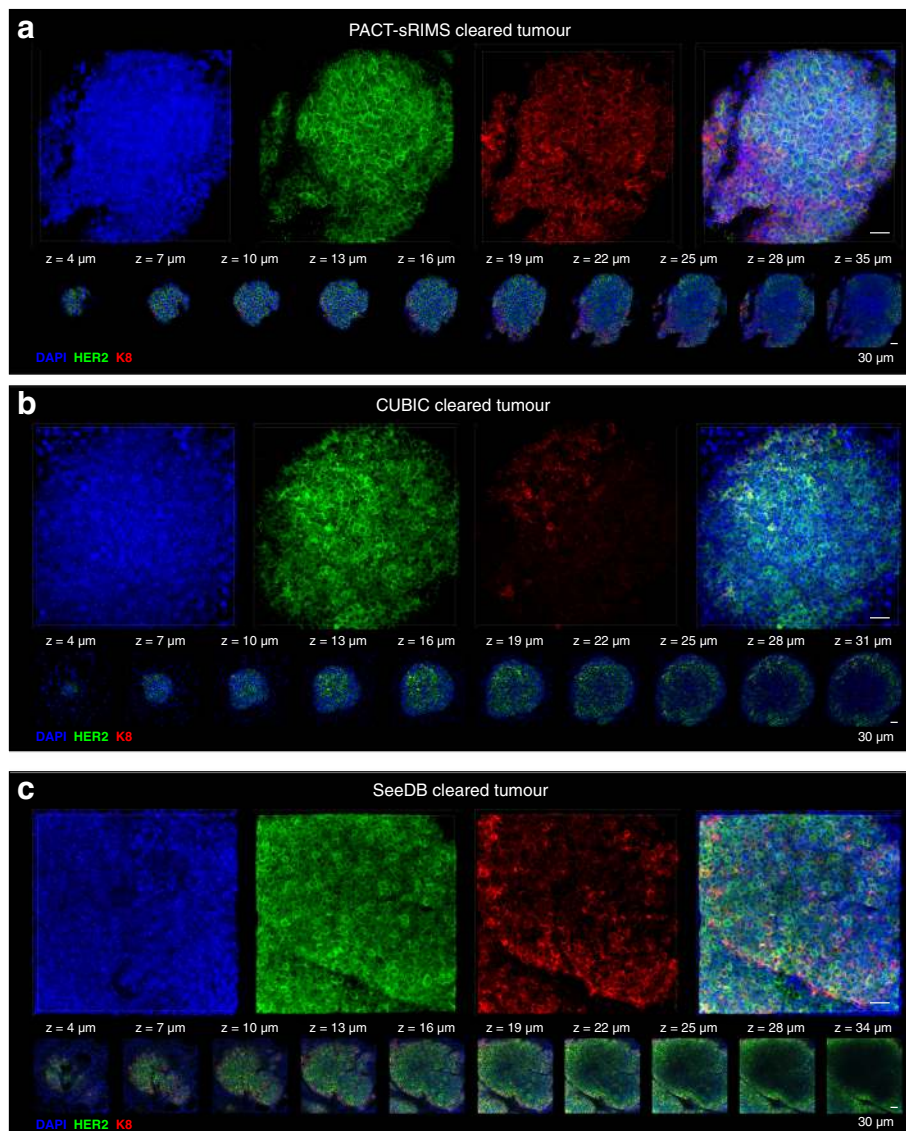 a
PACT-sRIMS cleared tumour
z = 4 µm z = 7 µm z = 10 µm z = 13 µm z = 16 µm z = 19 µm z = 22 µm z = 25 µm z = 28 µm z = 35 µm
DAPI HER2 K8 30 µm
b
CUBIC cleared tumour
z = 4 µm z = 7 µm z = 10 µm z = 13 µm z = 16 µm z = 19 µm z = 22 µm z = 25 µm z = 28 µm z = 31 µm
DAPI HER2 K8 30 µm
c
SeeDB cleared tumour
z = 4 µm z = 7 µm z = 10 µm z = 13 µm z = 16 µm z = 19 µm z = 22 µm z = 25 µm z = 28 µm z = 34 µm
DAPI HER2 K8 30 µm